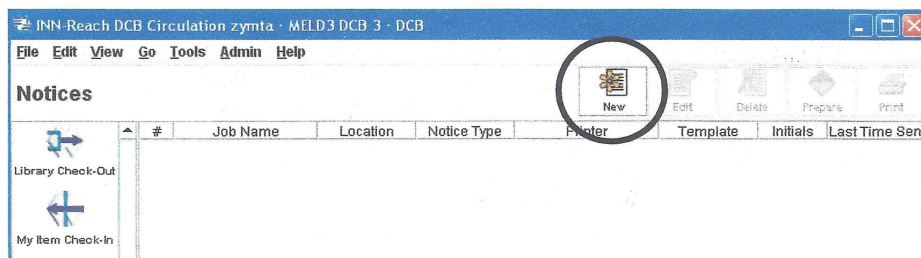 INN-Reach DCB Circulation zymta · MELD3 DCB 3 · DCB
File Edit View Go Tools Admin Help
Notices
New Edit Delete Prepare Print
# Job Name Location Notice Type Printer Template Initials Last Time Sen
Library Check-Out
My Item Check-In